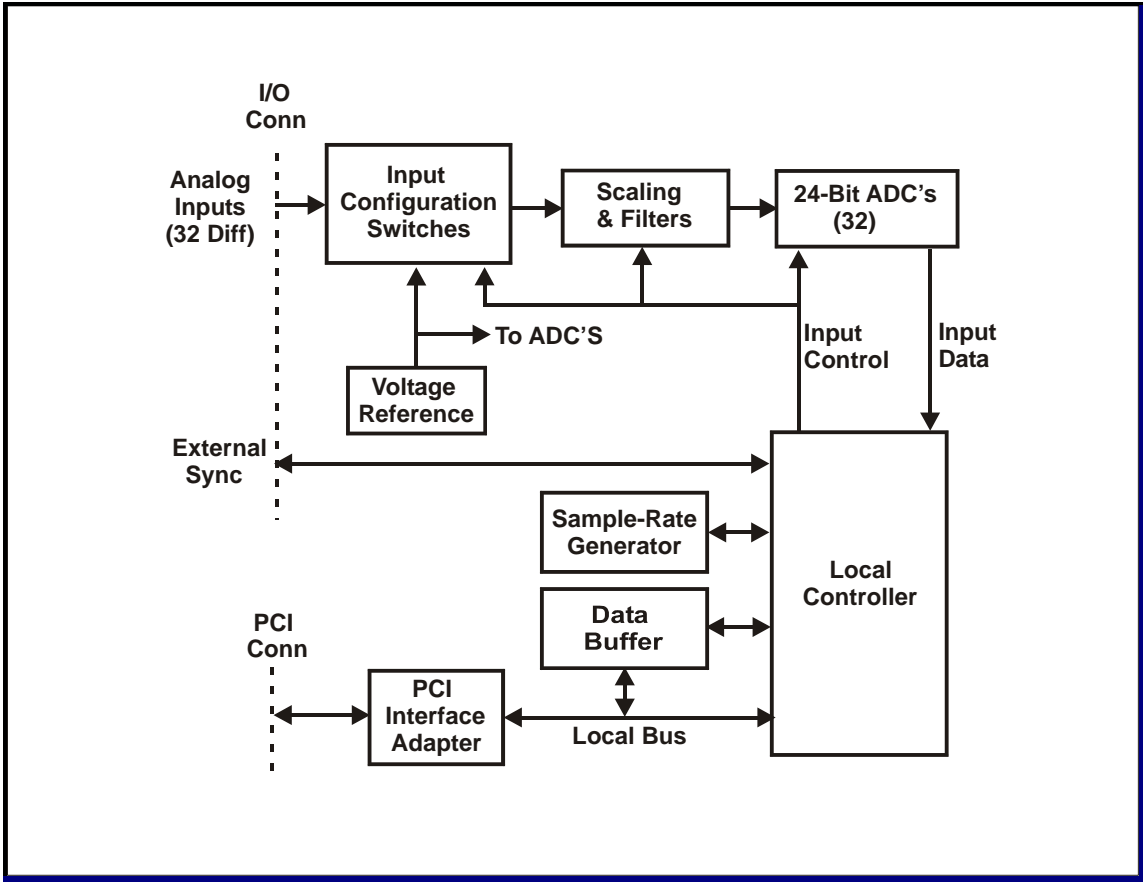 I/O
Conn
Analog
Inputs
(32 Diff)
Input
Configuration
Switches
Scaling
& Filters
24-Bit ADC's
(32)
To ADC'S
Input
Control
Input
Data
Voltage
Reference
External
Sync
Sample-Rate
Generator
Local
Controller
Data
Buffer
PCI
Conn
PCI
Interface
Adapter
Local Bus